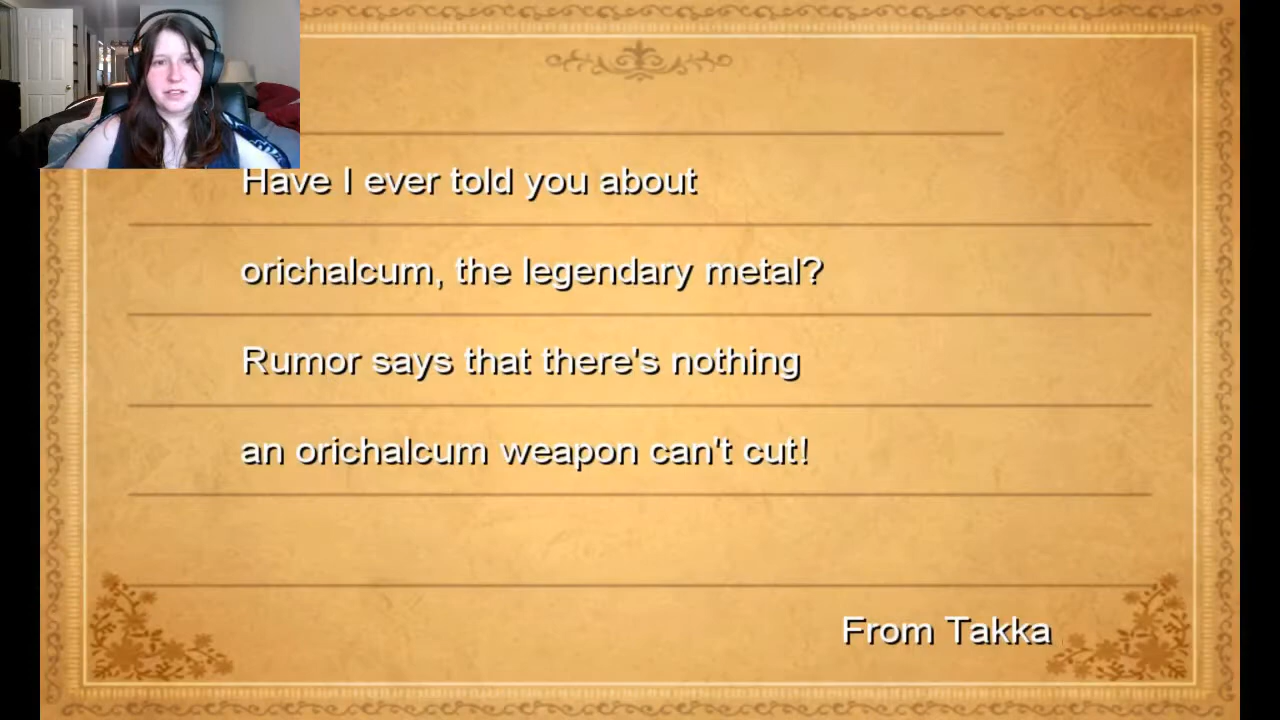 Have I ever told you about
orichalcum, the legendary metal?
Rumor says that there's nothing
an orichalcum weapon can't cut!
From Takka